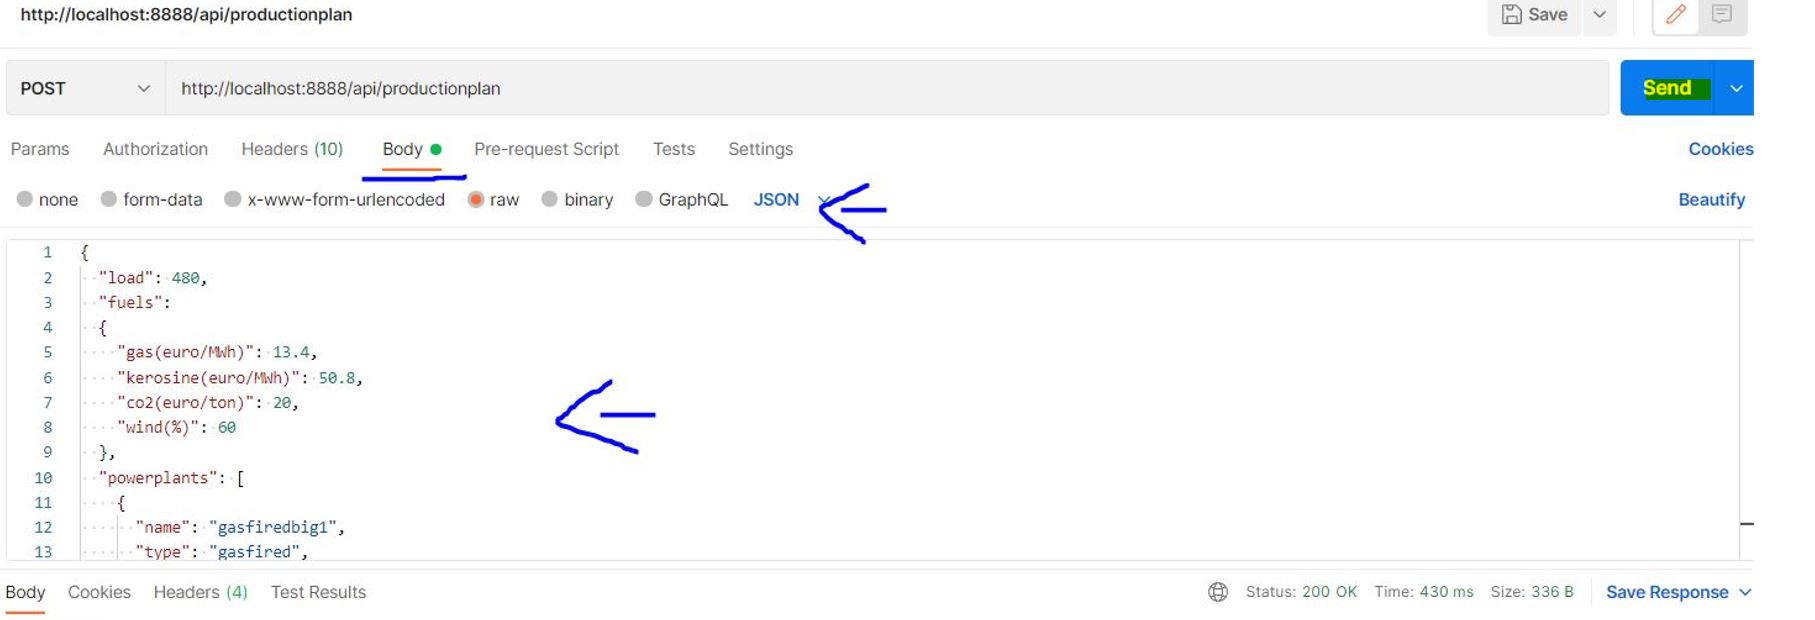 http://localhost:8888/api/productionplan
Save
POST
http://localhost:8888/api/productionplan
Send
Params Authorization Headers (10) Body Pre-request Script Tests Settings Cookies
none form-data x-www-form-urlencoded raw binary GraphQL JSON Beautify
1 {
2 "load": 480,
3 "fuels":
4 {
5 "gas(euro/MWh)": 13.4,
6 "kerosine(euro/MWh)": 50.8,
7 "co2(euro/ton)": 20,
8 "wind(%)": 60
9 },
10 "powerplants": [
11 {
12 "name": "gasfiredbig1",
13 "type": "gasfired",
Body Cookies Headers (4) Test Results Status: 200 OK Time: 430 ms Size: 336 B Save Response